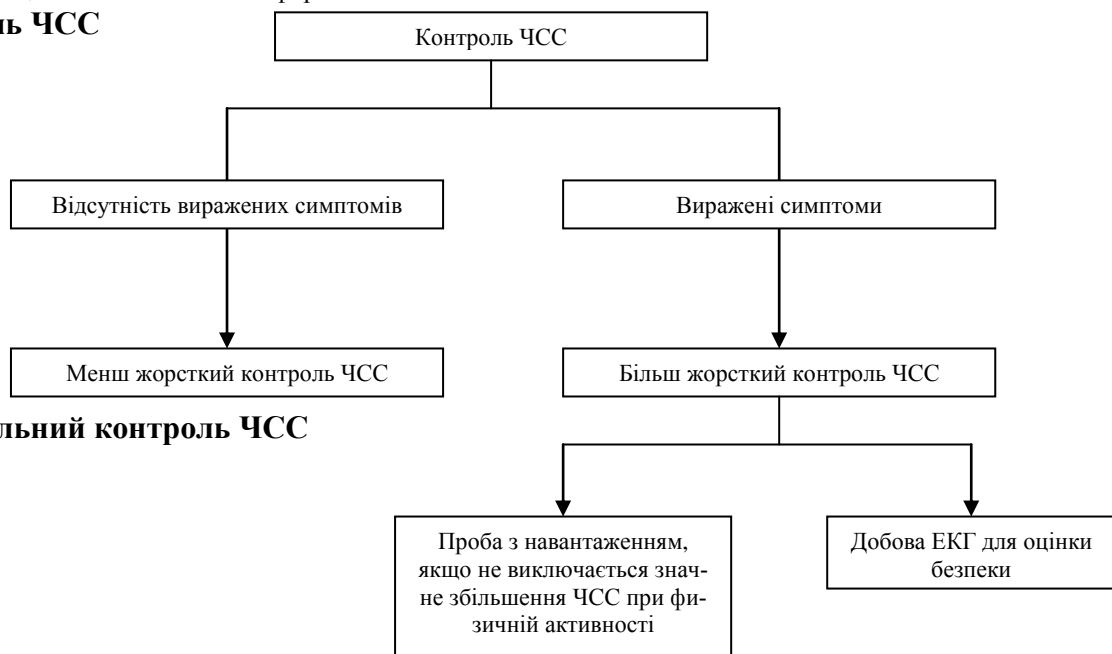 ль ЧСС
Контроль ЧСС
Відсутність виражених симптомів
Виражені симптоми
Менш жорсткий контроль ЧСС
Більш жорсткий контроль ЧСС
льний контроль ЧСС
Проба з навантаженням,
якщо не виключається знач-
не збільшення ЧСС при фи-
зичній активності
Добова ЕКГ для оцінки
безпеки